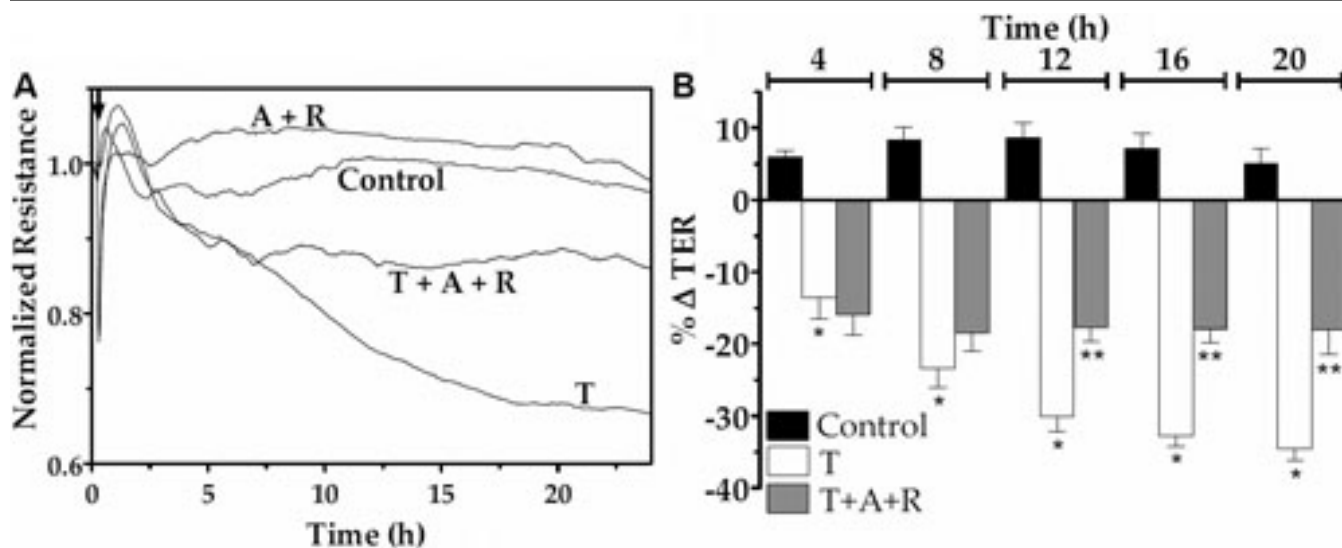 A
Normalized Resistance
1.0
0.8
0.6
A + R
Control
T + A + R
T
0 5 10 15 20
Time (h)
B
Time (h)
4 8 12 16 20
% Δ TER
10
0
-10
-20
-30
-40
* * ** * ** * ** *
Control
T
T+A+R